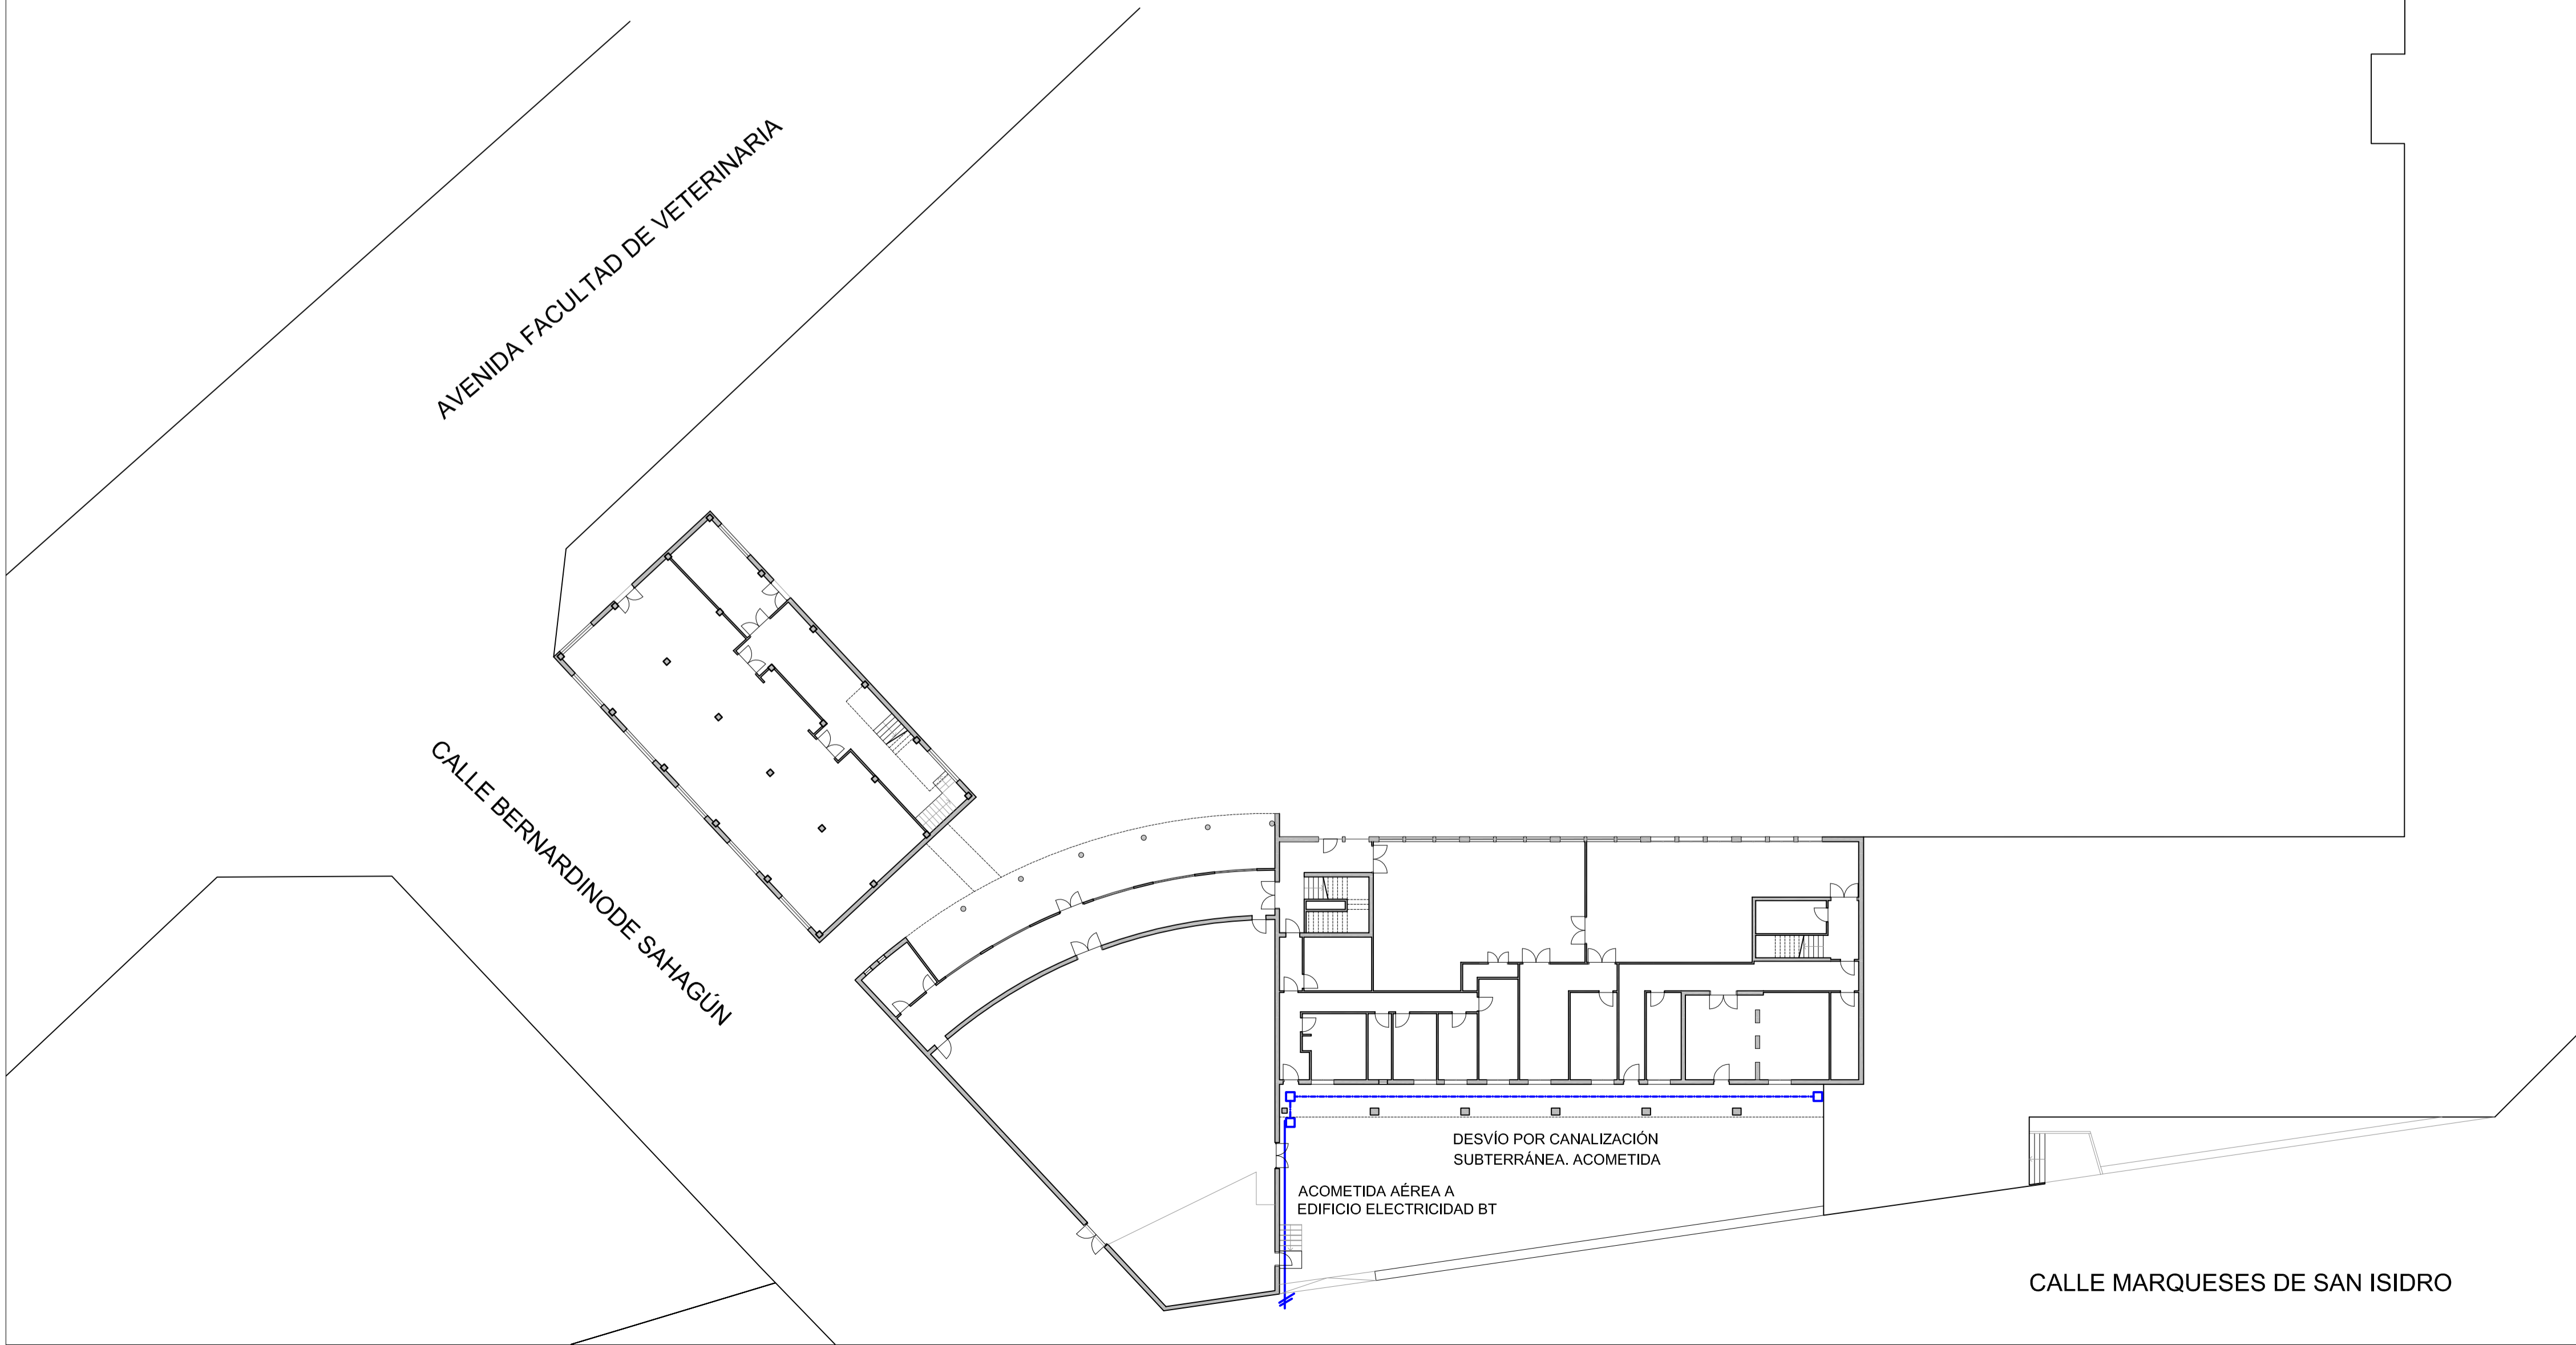 AVENIDA FACULTAD DE VETERINARIA
CALLE BERNARDINODE SAHAGÚN
DESVÍO POR CANALIZACIÓN
SUBTERRÁNEA. ACOMETIDA
ACOMETIDA AÉREA A
EDIFICIO ELECTRICIDAD BT
CALLE MARQUESES DE SAN ISIDRO